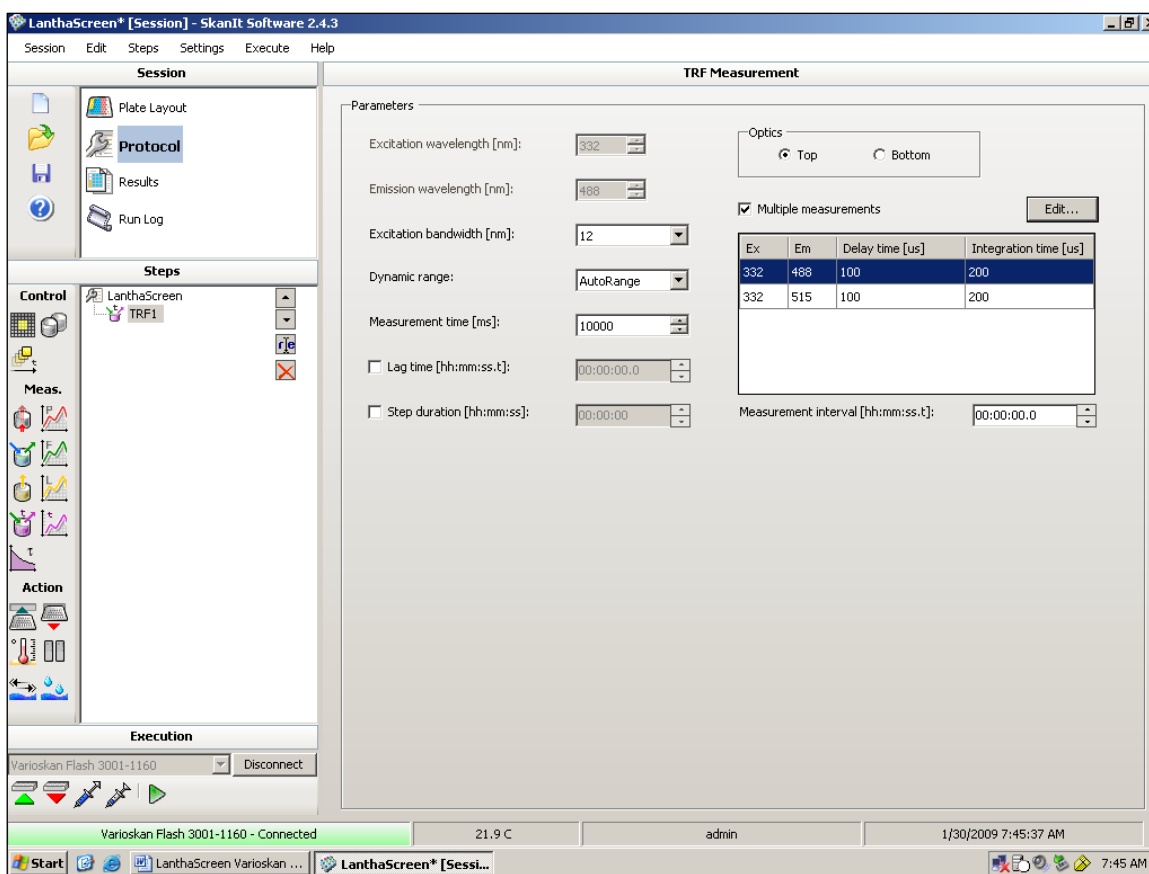 LanthaScreen* [Session] - SkanIt Software 2.4.3
Session Edit Steps Settings Execute Help
Session
Plate Layout
Protocol
Results
Run Log
Steps
Control
LanthaScreen
TRF1
Meas.
Action
Execution
Varioskan Flash 3001-1160
Disconnect
TRF Measurement
Parameters
Excitation wavelength [nm]: 332
Emission wavelength [nm]: 488
Excitation bandwidth [nm]: 12
Dynamic range: AutoRange
Measurement time [ms]: 10000
Lag time [hh:mm:ss.t]: 00:00:00.0
Step duration [hh:mm:ss]: 00:00:00
Optics
Top Bottom
Multiple measurements Edit...
Ex Em Delay time [us] Integration time [us]
332 488 100 200
332 515 100 200
Measurement interval [hh:mm:ss.t]: 00:00:00.0
Varioskan Flash 3001-1160 - Connected 21.9 C admin 1/30/2009 7:45:37 AM
Start LanthaScreen Varioskan ... LanthaScreen* [Sessi... 7:45 AM